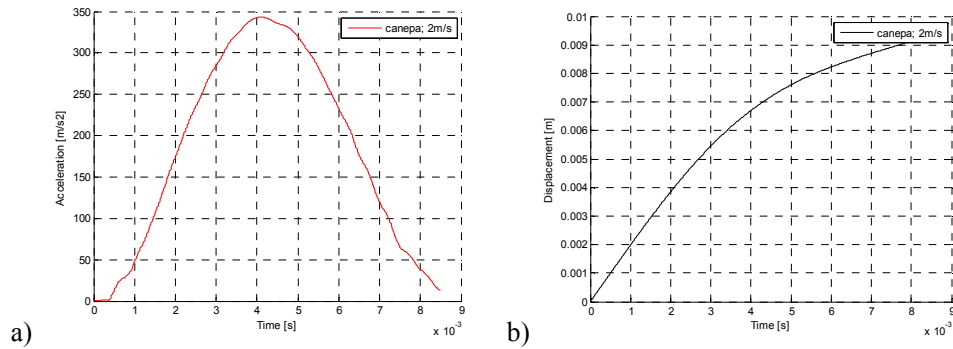 350
300
250
200
150
100
50
0
Acceleration [m/s2]
canepa; 2m/s
0 1 2 3 4 5 6 7 8 9
Time [s]
x 10⁻³
a)
0.01
0.009
0.008
0.007
0.006
0.005
0.004
0.003
0.002
0.001
0
Displacement [m]
canepa; 2m/s
0 1 2 3 4 5 6 7 8 9
Time [s]
x 10⁻³
b)